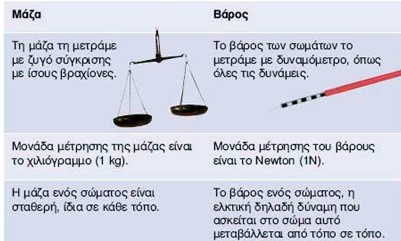 Μάζα
Βάρος
Τη μάζα τη μετράμε
με ζυγό σύγκρισης
με ίσους βραχίονες.
Το βάρος των σωμάτων το
μετράμε με δυναμόμετρο, όπως
όλες τις δυνάμεις.
Μονάδα μέτρησης της μάζας είναι
το χιλιόγραμμο (1 kg).
Μονάδα μέτρησης του βάρους
είναι το Newton (1N).
Η μάζα ενός σώματος είναι
σταθερή, ίδια σε κάθε τόπο.
Το βάρος ενός σώματος, η
ελκτική δηλαδή δύναμη που
ασκείται στο σώμα αυτό
μεταβάλλεται από τόπο σε τόπο.